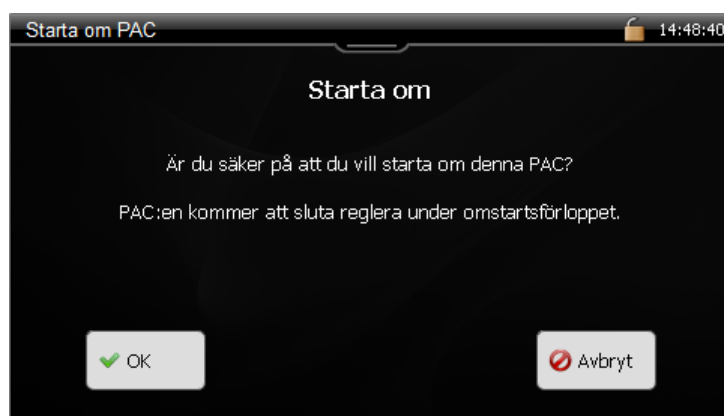 Starta om PAC
14:48:40
Starta om
Är du säker på att du vill starta om denna PAC?
PAC:en kommer att sluta reglera under omstartsförloppet.
OK
Avbryt